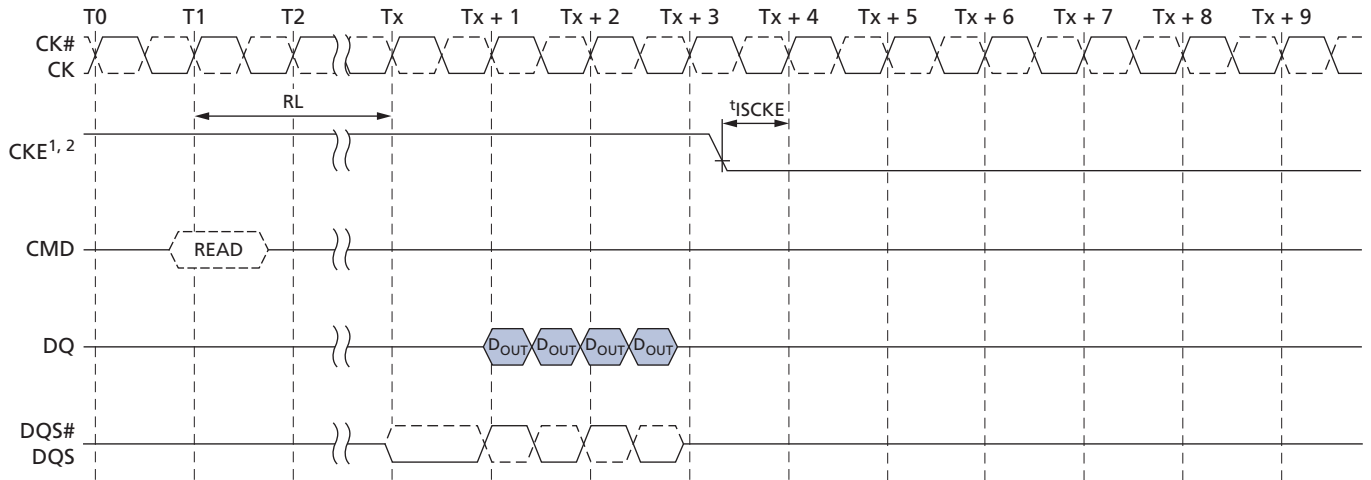 T0 T1 T2 Tx Tx + 1 Tx + 2 Tx + 3 Tx + 4 Tx + 5 Tx + 6 Tx + 7 Tx + 8 Tx + 9
CK#
CK
RL
tISCKE
CKE1, 2
CMD
READ
DQ
DOUT DOUT DOUT DOUT
DQS#
DQS